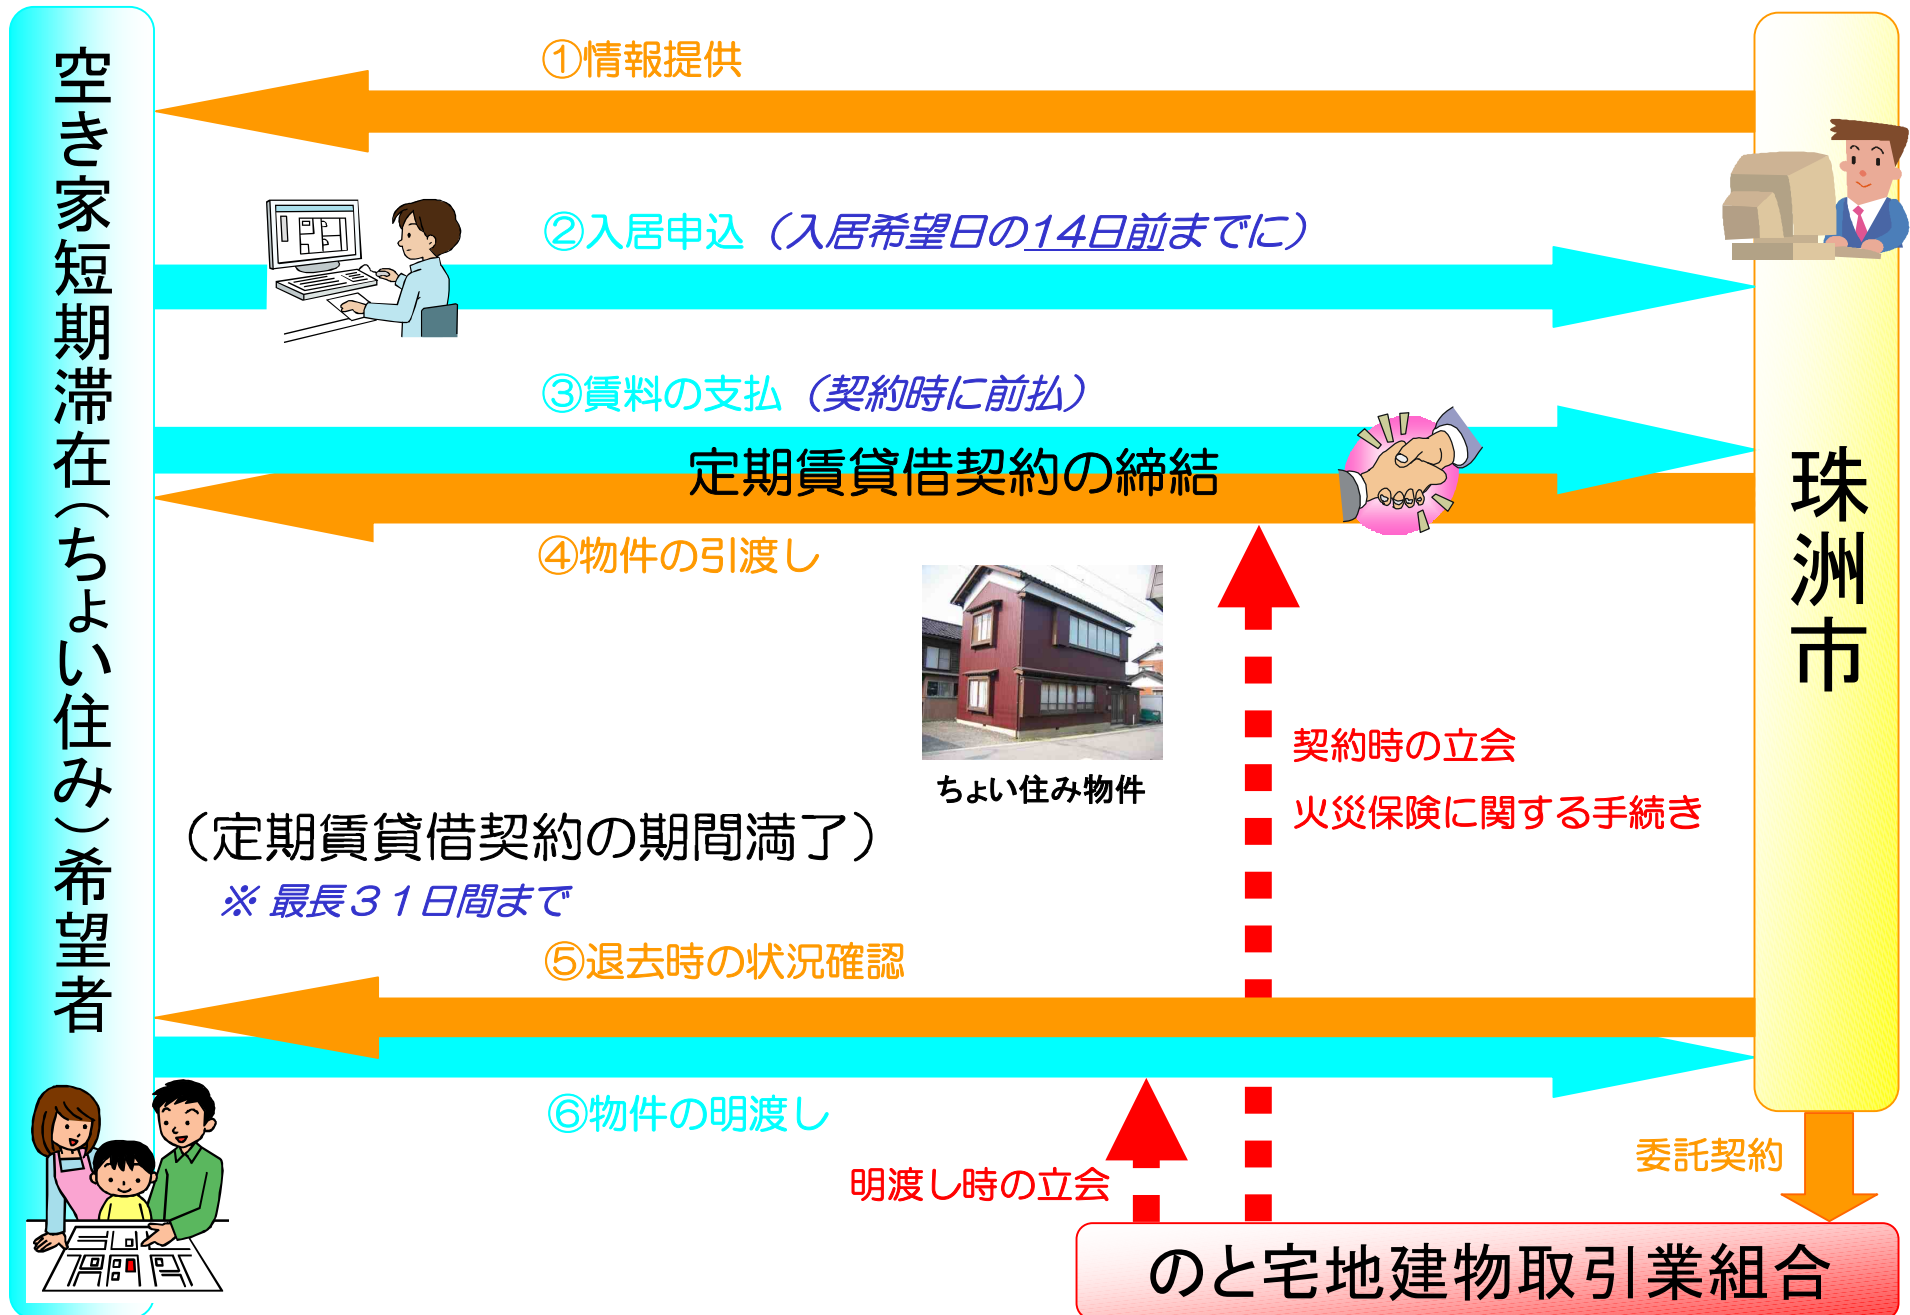 空き家短期滞在（ちょい住み）希望者
①情報提供
②入居申込（入居希望日の14日前までに）
③賃料の支払（契約時に前払）
定期賃貸借契約の締結
④物件の引渡し
ちょい住み物件
契約時の立会
火災保険に関する手続き
（定期賃貸借契約の期間満了）
※最長３１日間まで
⑤退去時の状況確認
⑥物件の明渡し
明渡し時の立会
珠洲市
委託契約
のと宅地建物取引業組合